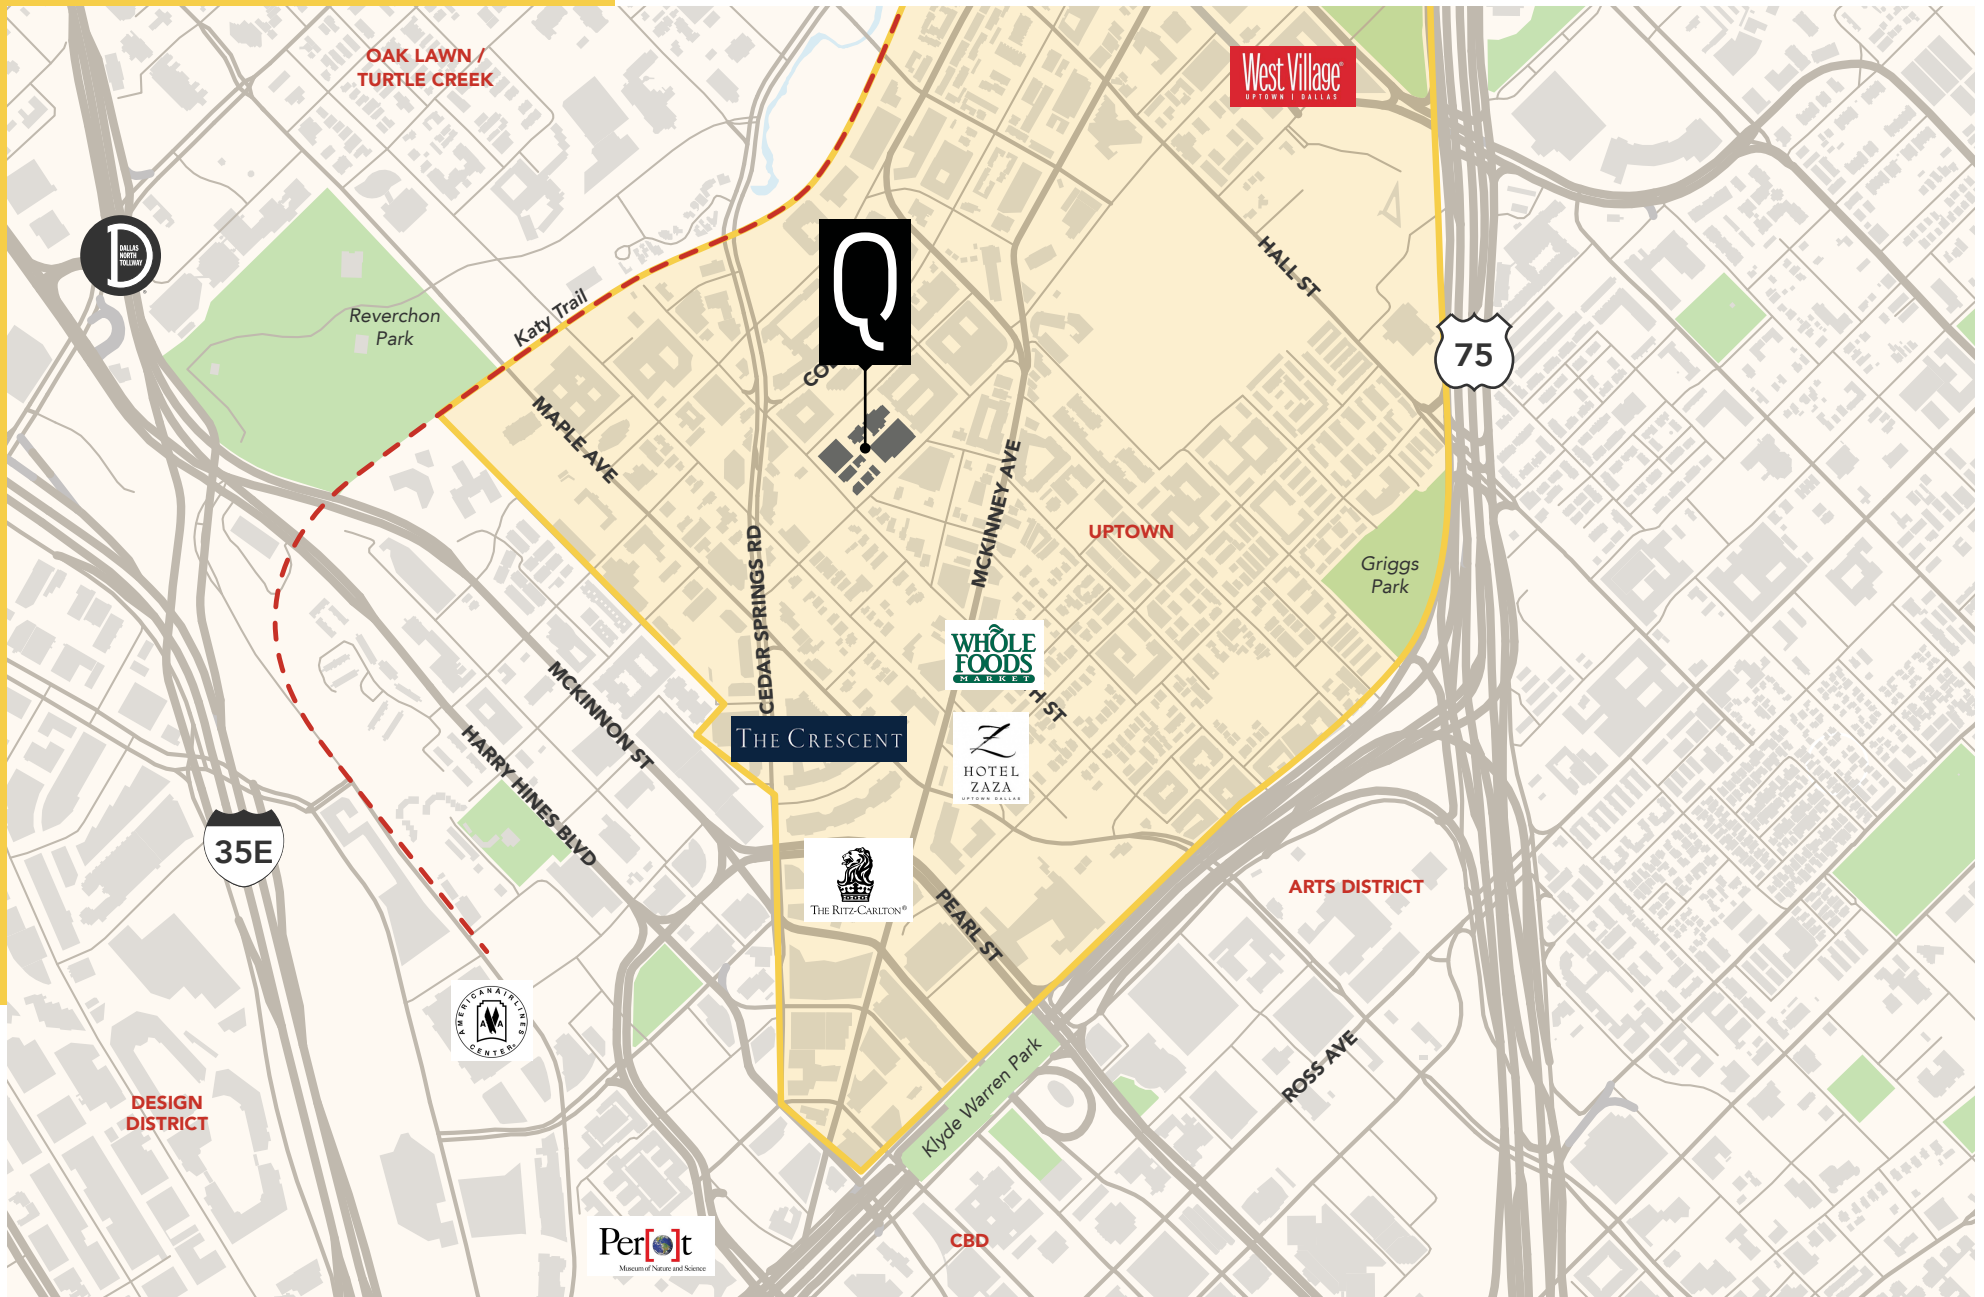 OAK LAWN /
TURTLE CREEK
West Village®
UPTOWN | DALLAS
DALLAS
NORTH
TOLLWAY
Q
HALL ST
Reverchon
Park
Katy Trail
75
MAPLE AVE
MCKINNEY AVE
UPTOWN
Griggs
Park
CEDAR SPRINGS RD
WHOLE
FOODS
MARKET
H ST
MCKINNON ST
THE CRESCENT
Z
HOTEL
ZAZA
UPTOWN DALLAS
HARRY HINES BLVD
35E
THE RITZ-CARLTON®
PEARL ST
ARTS DISTRICT
AMERICAN AIRLINES
AA
CENTER
ROSS AVE
Klyde Warren Park
DESIGN
DISTRICT
Per[o]t
Museum of Nature and Science
CBD